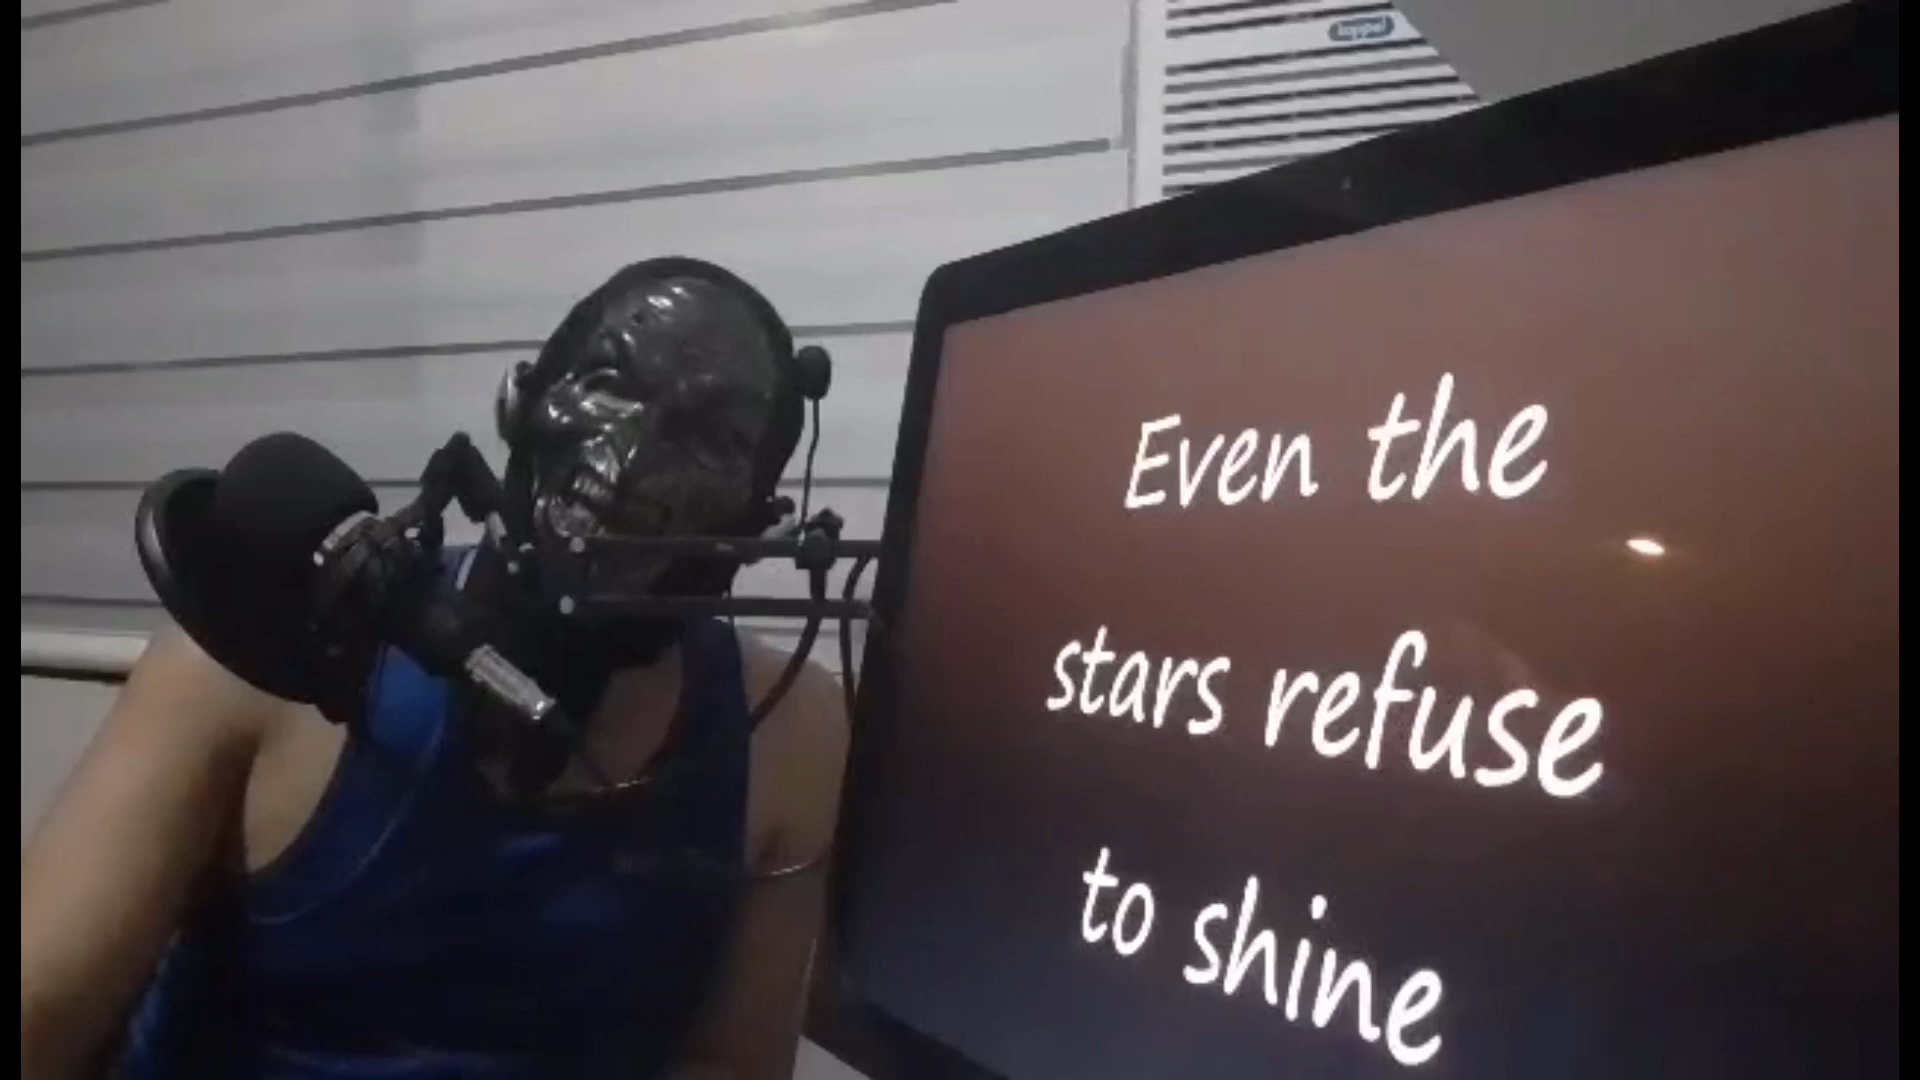 Even the
stars refuse
to shine